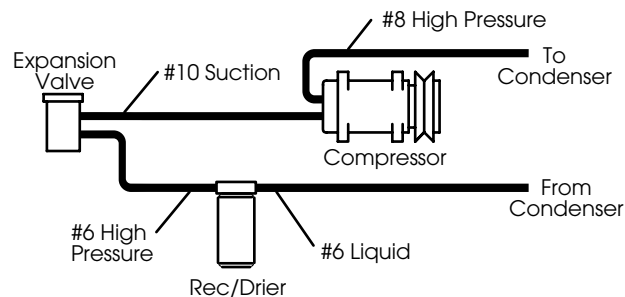 #8 High Pressure
To
Condenser
Expansion
Valve
#10 Suction
Compressor
From
Condenser
#6 High
Pressure
#6 Liquid
Rec/Drier